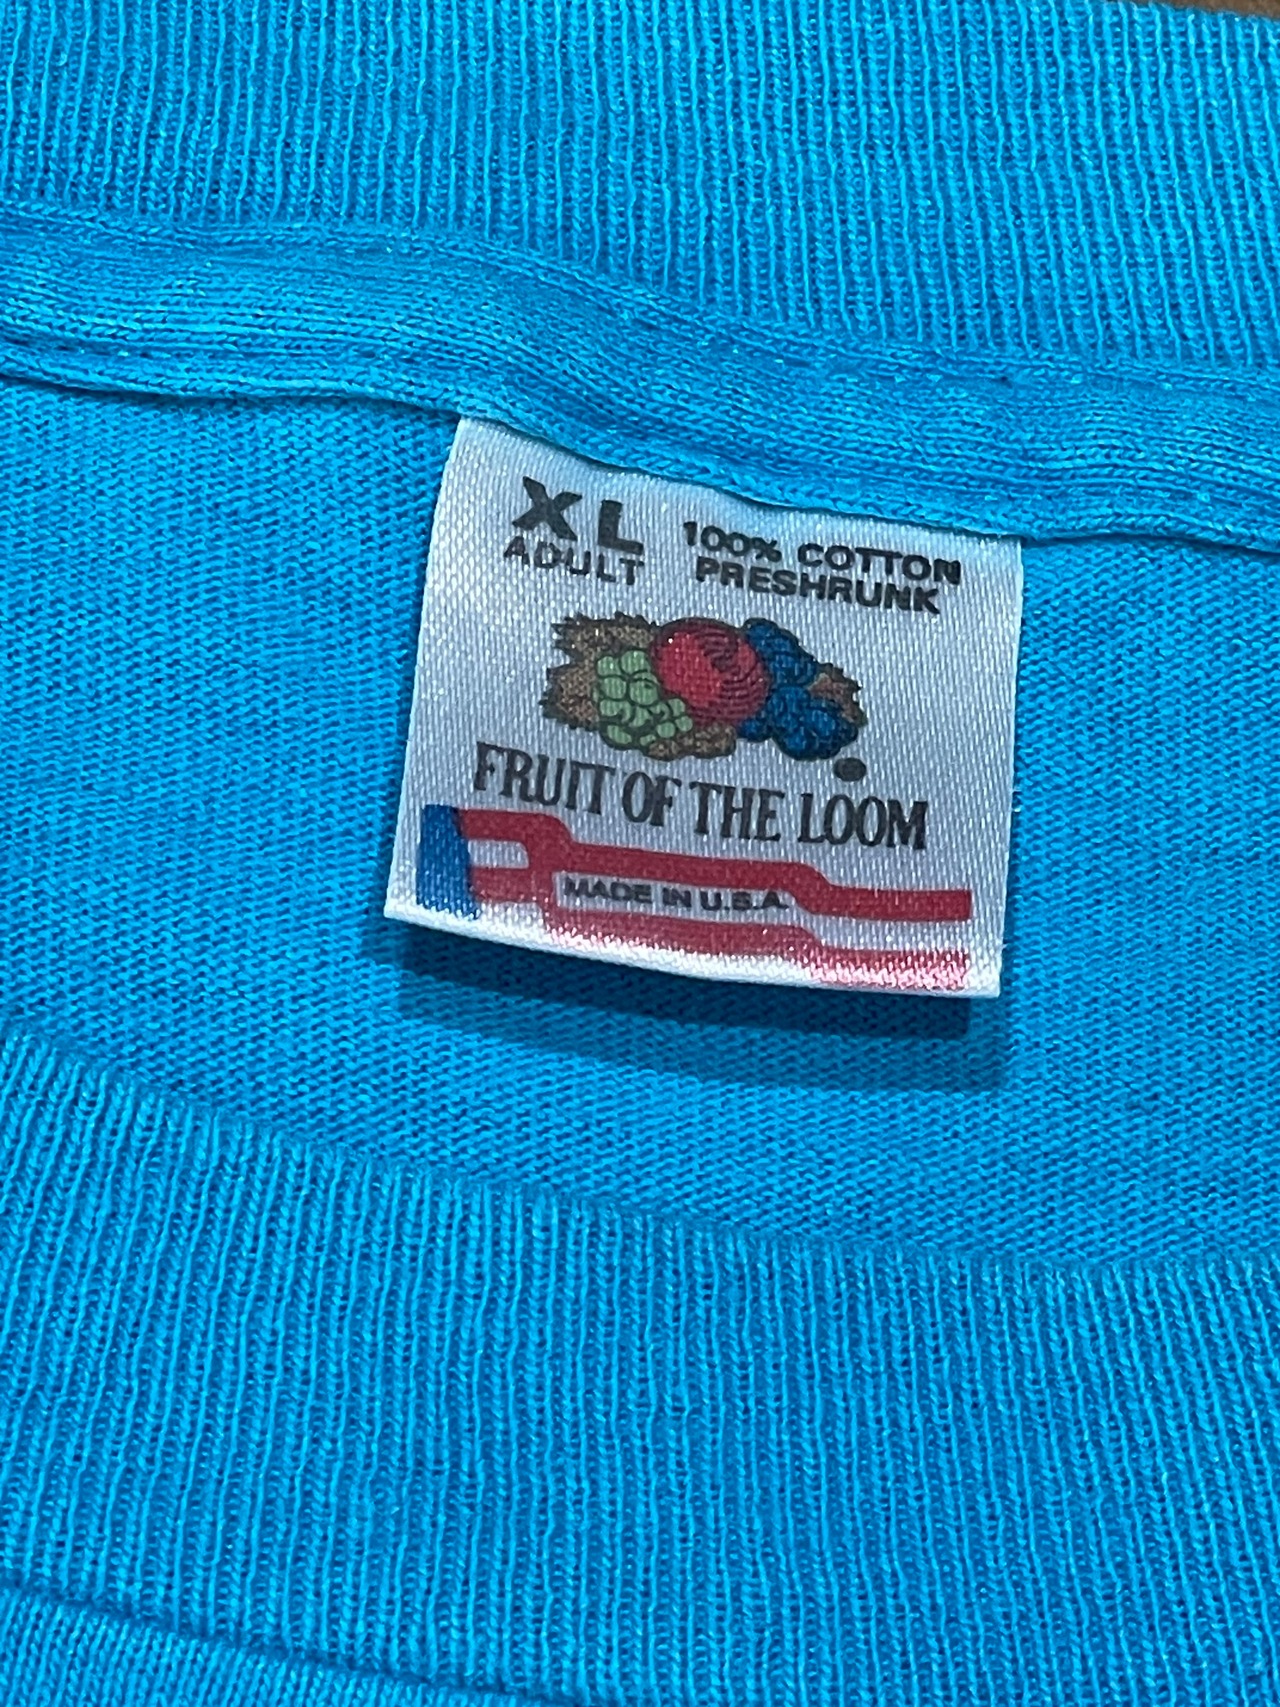 XL
ADULT
100% COTTON
PRESHRUNK
FRUIT OF THE LOOM
MADE IN U.S.A.